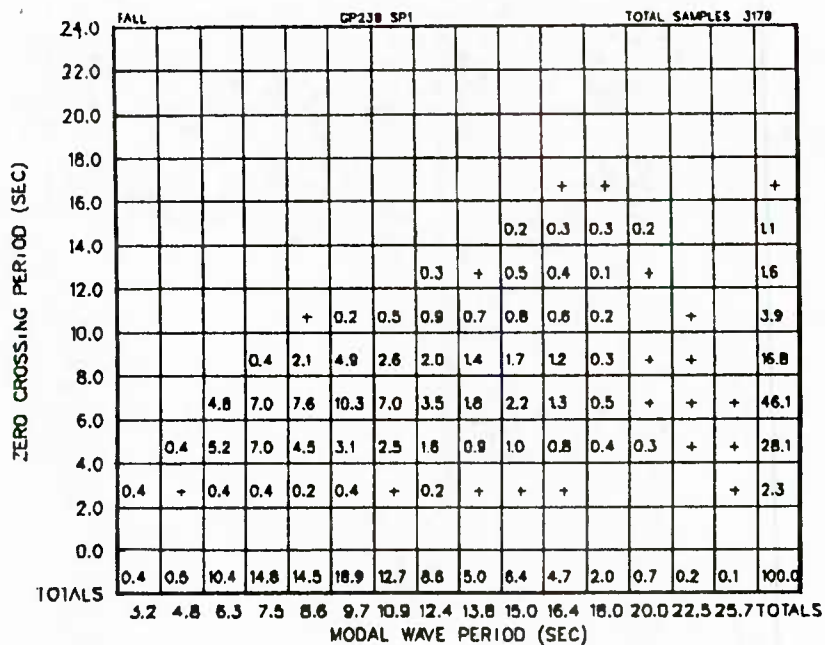 FALL GP239 SP1 TOTAL SAMPLES 3178
24.0
22.0
20.0
18.0
+ + +
16.0
0.2 0.3 0.3 0.2 1.1
14.0
0.3 + 0.5 0.4 0.1 + 1.6
12.0
+ 0.2 0.5 0.9 0.7 0.8 0.6 0.2 + 3.9
10.0
0.4 2.1 4.9 2.6 2.0 1.4 1.7 1.2 0.3 + + 16.8
8.0
4.8 7.0 7.6 10.3 7.0 3.5 1.8 2.2 1.3 0.5 + + + 46.1
6.0
0.4 5.2 7.0 4.5 3.1 2.5 1.6 0.9 1.0 0.8 0.4 0.3 + + 28.1
4.0
0.4 + 0.4 0.4 0.2 0.4 + 0.2 + + + + 2.3
2.0
0.0
0.4 0.6 10.4 14.8 14.5 18.9 12.7 8.6 5.0 6.4 4.7 2.0 0.7 0.2 0.1 100.0
TOTALS
3.2 4.8 6.3 7.5 8.6 9.7 10.9 12.4 13.8 15.0 16.4 18.0 20.0 22.5 25.7 TOTALS
MODAL WAVE PERIOD (SEC)
ZERO CROSSING PERIOD (SEC)